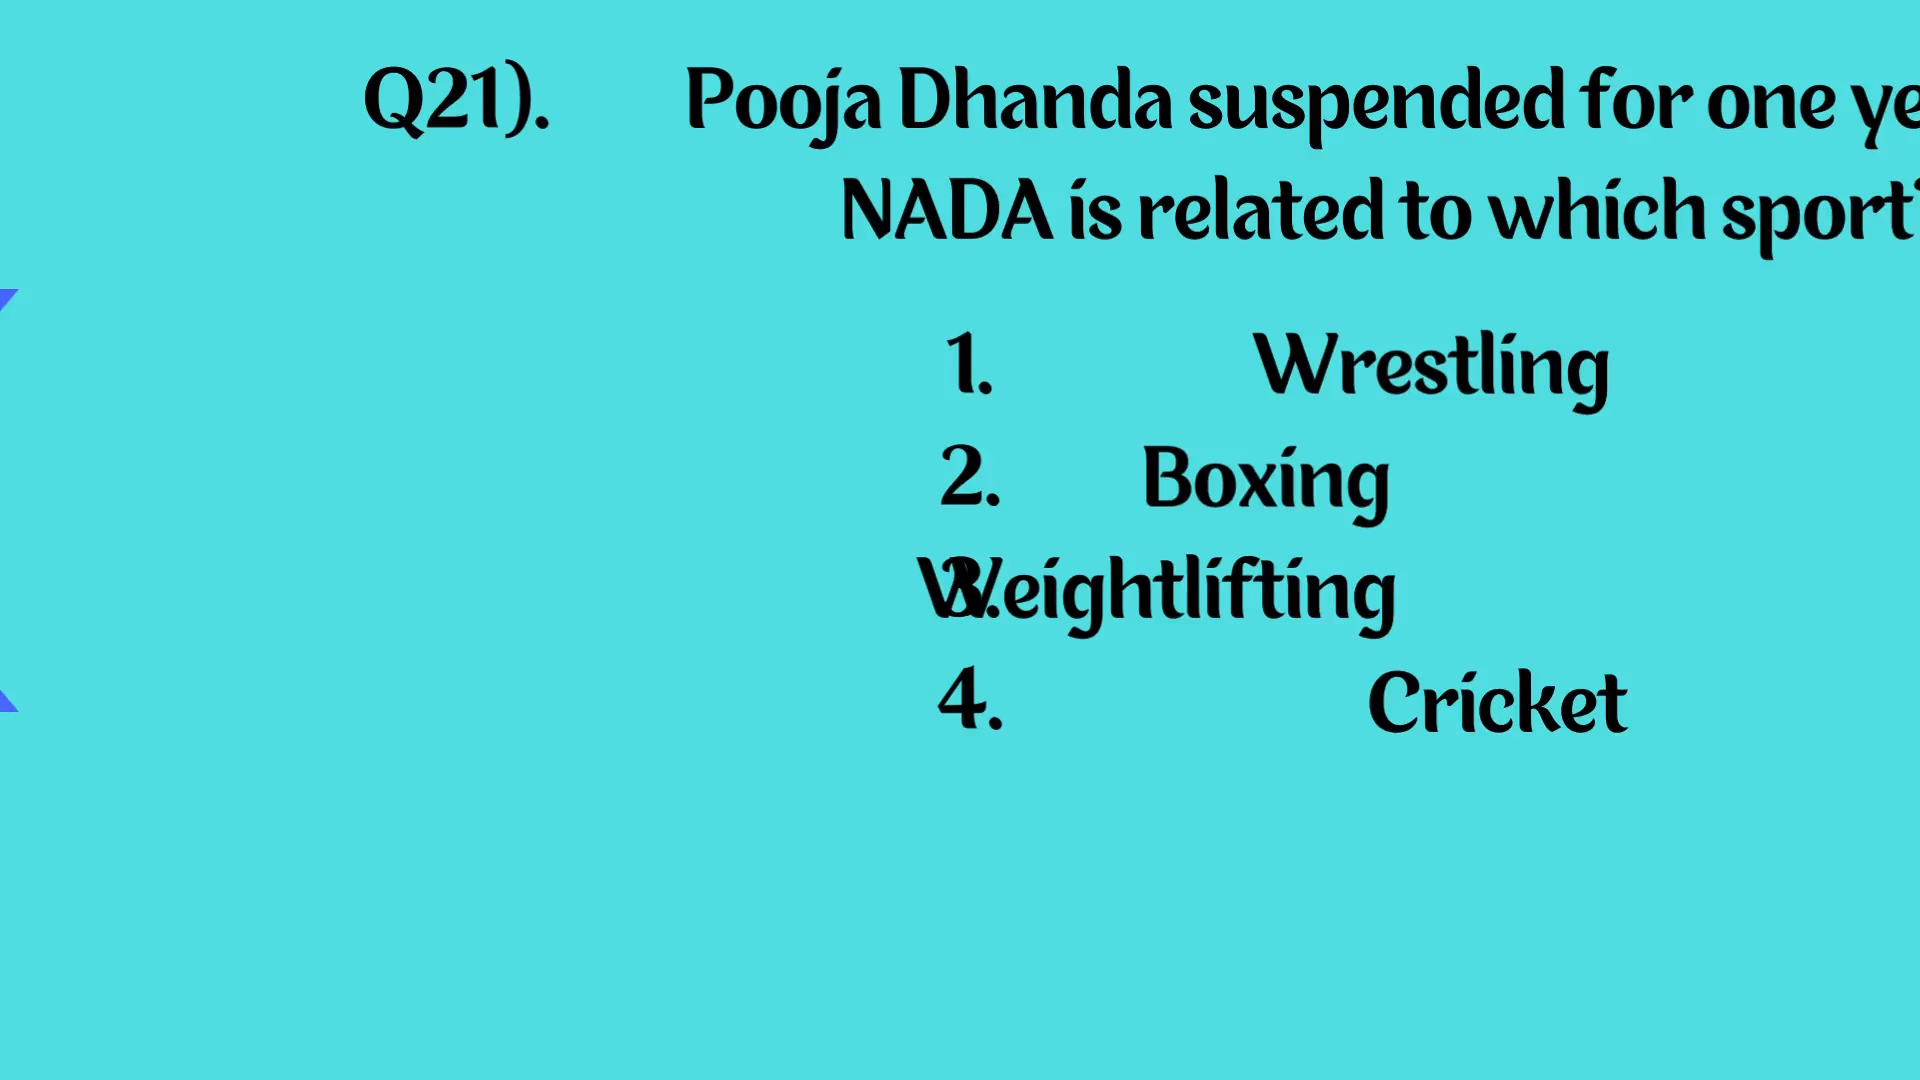 Q21). Pooja Dhanda suspended for one ye
NADA is related to which sport?
1. Wrestling
2. Boxing
3. Weightlifting
4. Cricket